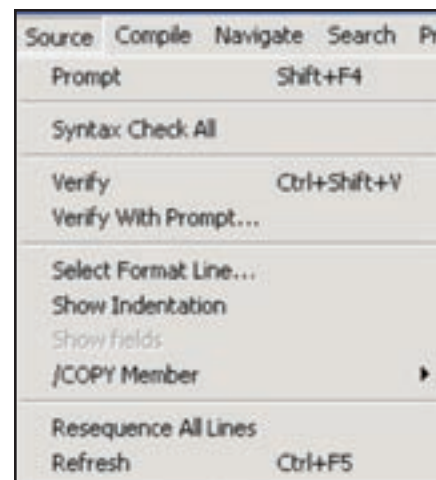 Source Compile Navigate Search Pr
Prompt Shift+F4
Syntax Check All
Verify Ctrl+Shift+V
Verify With Prompt...
Select Format Line...
Show Indentation
Show fields
/COPY Member
Resequence All Lines
Refresh Ctrl+F5